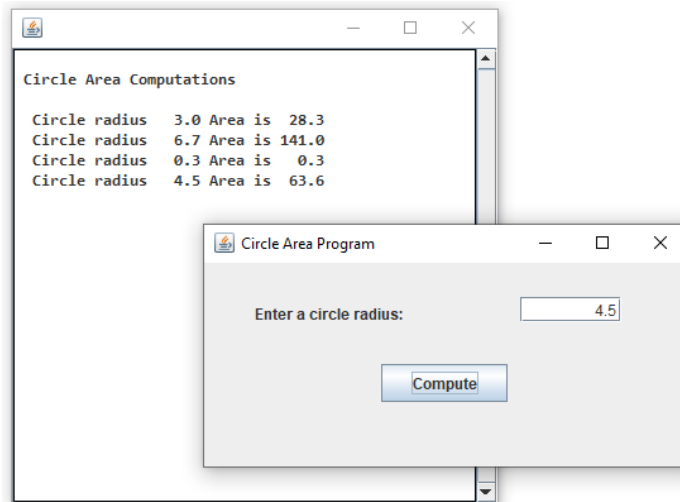 Circle Area Computations
Circle radius   3.0 Area is  28.3
Circle radius   6.7 Area is 141.0
Circle radius   0.3 Area is   0.3
Circle radius   4.5 Area is  63.6
Circle Area Program
Enter a circle radius:
4.5
Compute